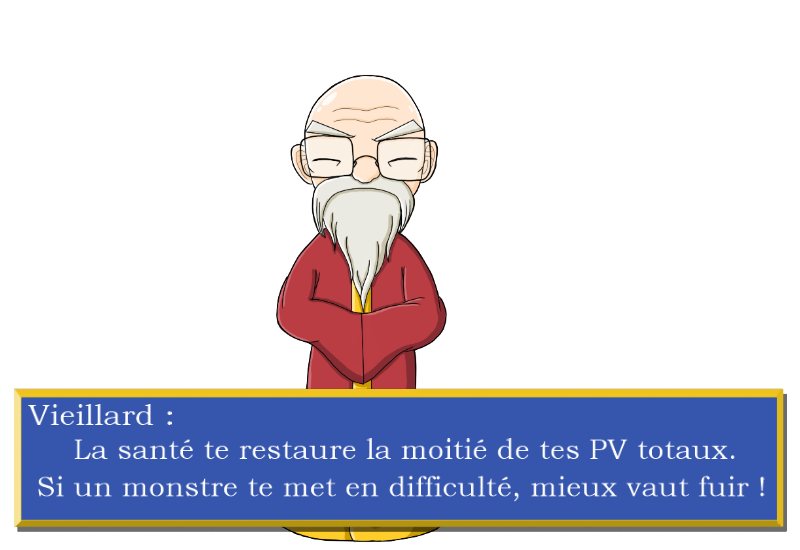 Vieillard :
La santé te restaure la moitié de tes PV totaux.
Si un monstre te met en difficulté, mieux vaut fuir !